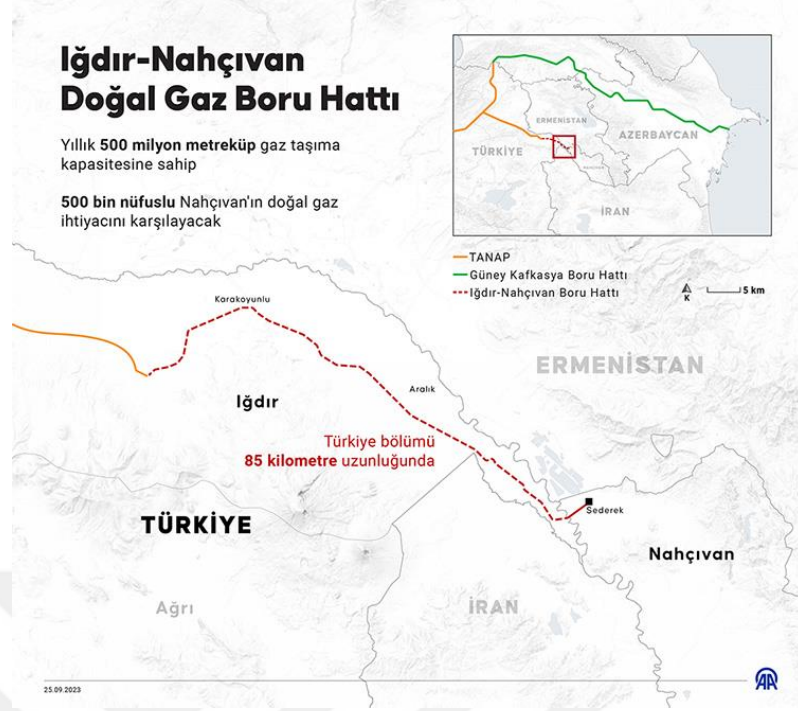 Iğdır-Nahçıvan
Doğal Gaz Boru Hattı
Yıllık 500 milyon metreküp gaz taşıma
kapasitesine sahip
500 bin nüfuslu Nahçıvan'ın doğal gaz
ihtiyacını karşılayacak
ERMENİSTAN
AZERBAYCAN
TÜRKİYE
İRAN
TANAP
Güney Kafkasya Boru Hattı
Iğdır-Nahçıvan Boru Hattı
K
5 km
Karakoyunlu
ERMENİSTAN
Aralık
Iğdır
Türkiye bölümü
85 kilometre uzunluğunda
Şederek
TÜRKİYE
Nahçıvan
Ağrı
İRAN
25.09.2023
AA